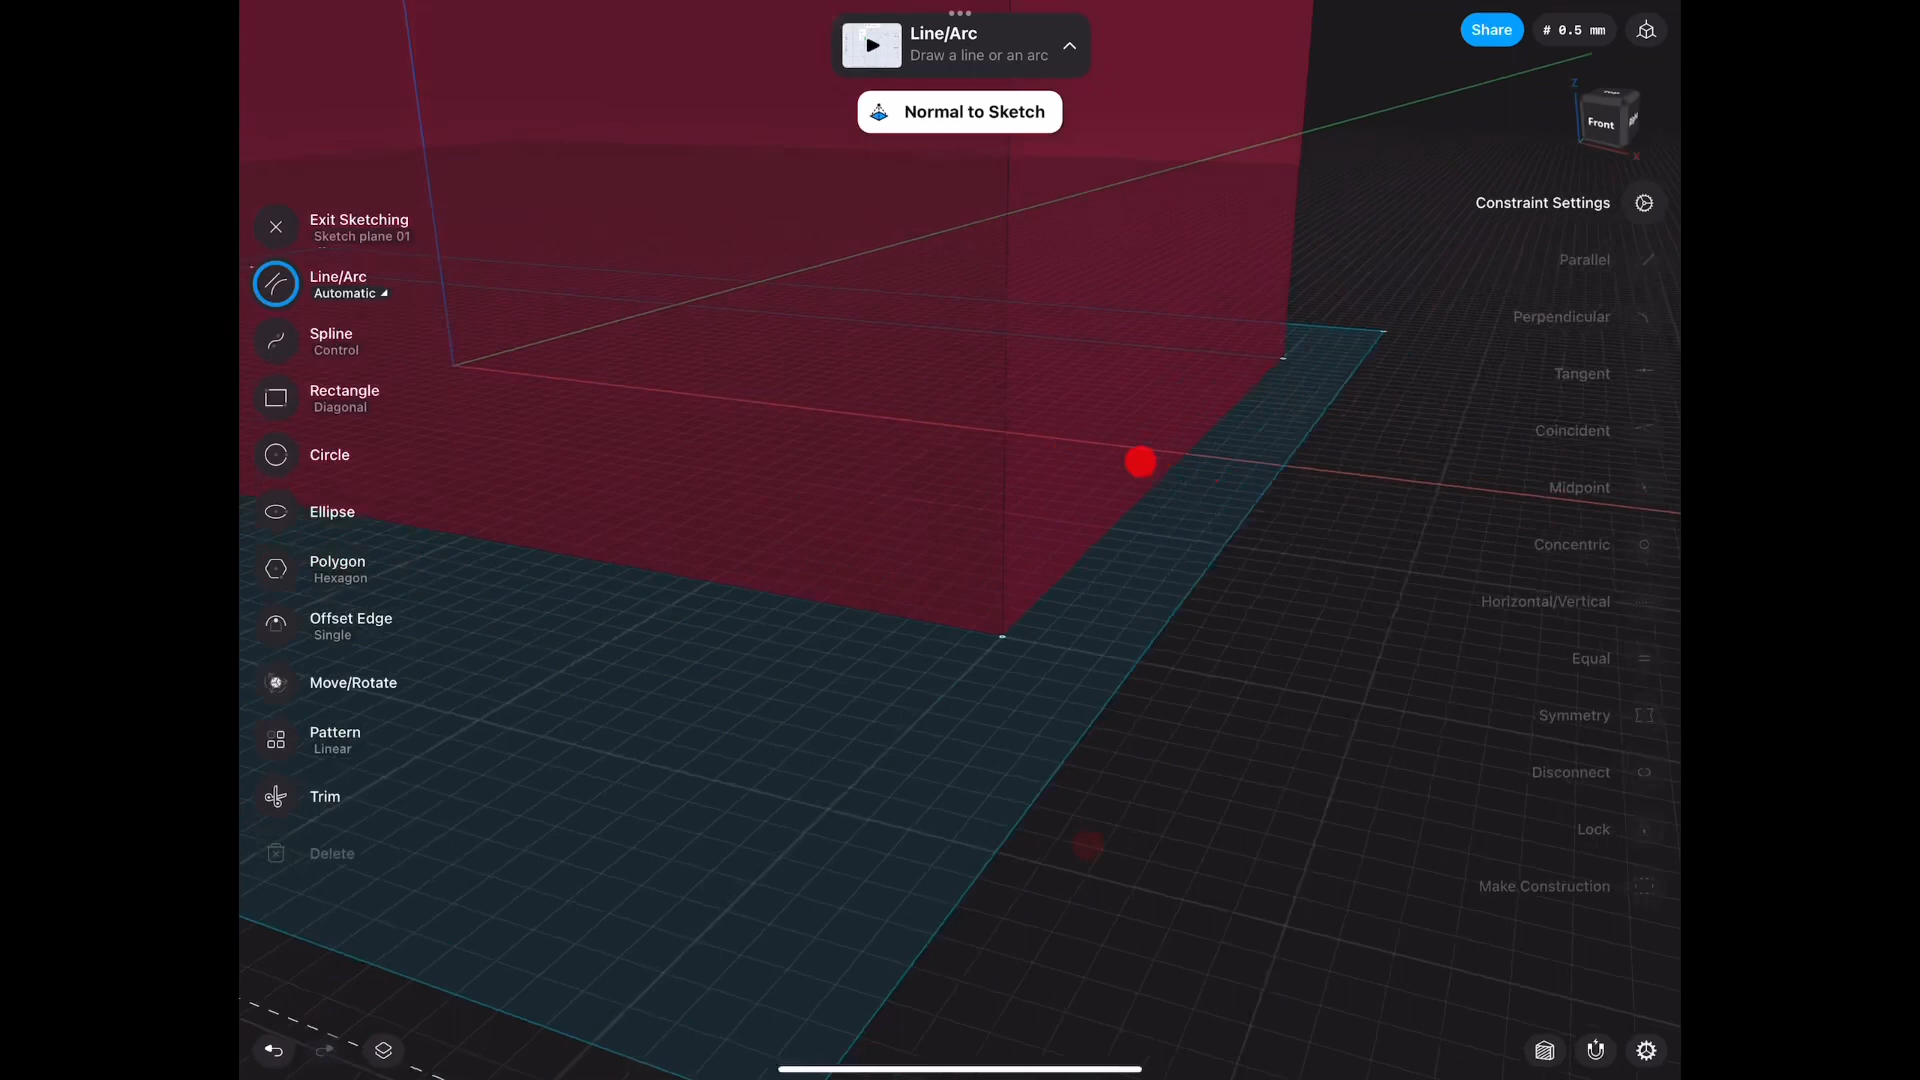 Line/Arc
Draw a line or an arc
Normal to Sketch
Share
# 0.5 mm
Z
Front
X
Exit Sketching
Sketch plane 01
Line/Arc
Automatic
Spline
Control
Rectangle
Diagonal
Circle
Ellipse
Polygon
Hexagon
Offset Edge
Single
Move/Rotate
Pattern
Linear
Trim
Delete
Constraint Settings
Parallel
Perpendicular
Tangent
Coincident
Midpoint
Concentric
Horizontal/Vertical
Equal
Symmetry
Disconnect
Lock
Make Construction